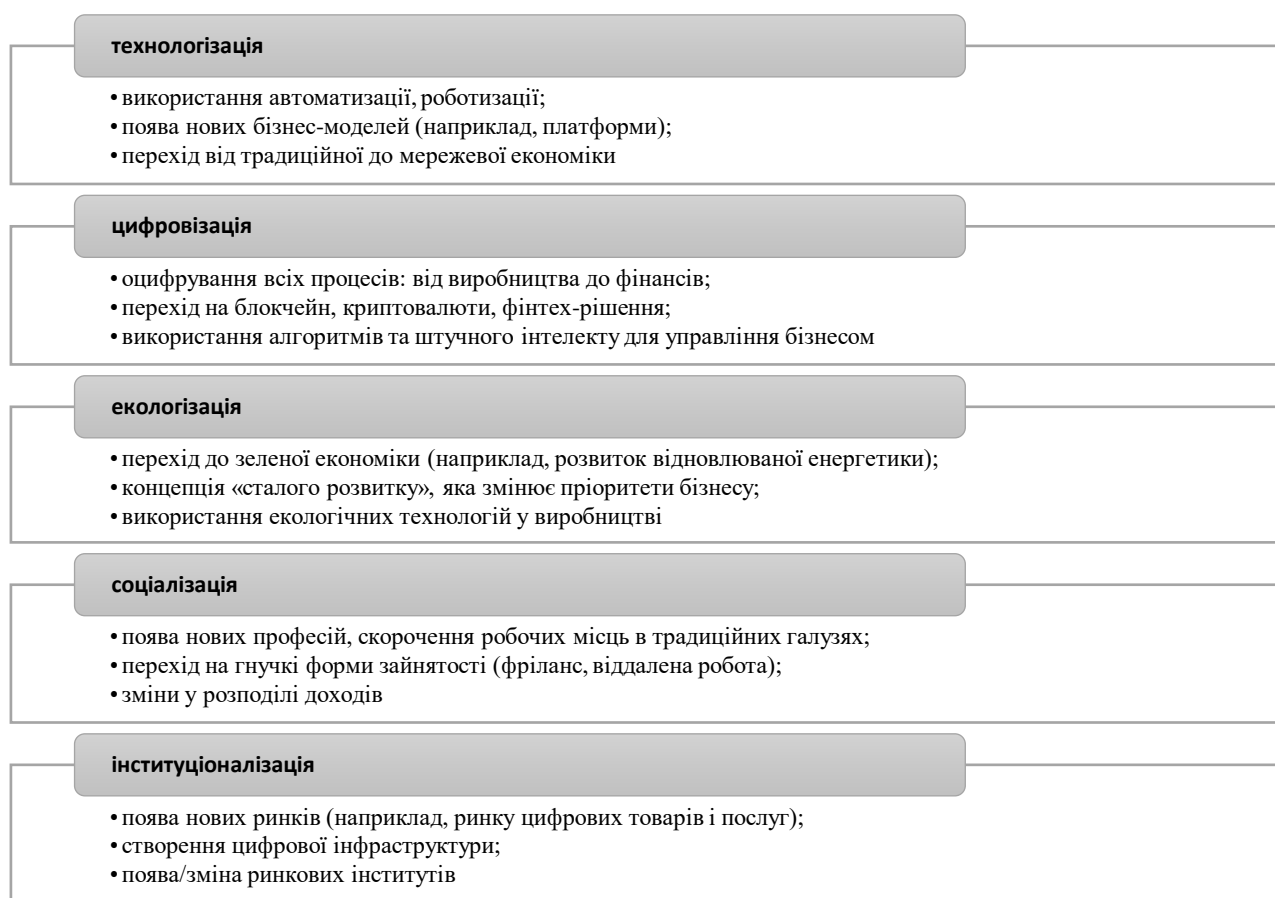 технологізація
• використання автоматизації, роботизації;
• поява нових бізнес-моделей (наприклад, платформи);
• перехід від традиційної до мережевої економіки
цифровізація
• оцифрування всіх процесів: від виробництва до фінансів;
• перехід на блокчейн, криптовалюти, фінтех-рішення;
• використання алгоритмів та штучного інтелекту для управління бізнесом
екологізація
• перехід до зеленої економіки (наприклад, розвиток відновлюваної енергетики);
• концепція «сталого розвитку», яка змінює пріоритети бізнесу;
• використання екологічних технологій у виробництві
соціалізація
• поява нових професій, скорочення робочих місць в традиційних галузях;
• перехід на гнучкі форми зайнятості (фріланс, віддалена робота);
• зміни у розподілі доходів
інституціоналізація
• поява нових ринків (наприклад, ринку цифрових товарів і послуг);
• створення цифрової інфраструктури;
• поява/зміна ринкових інститутів